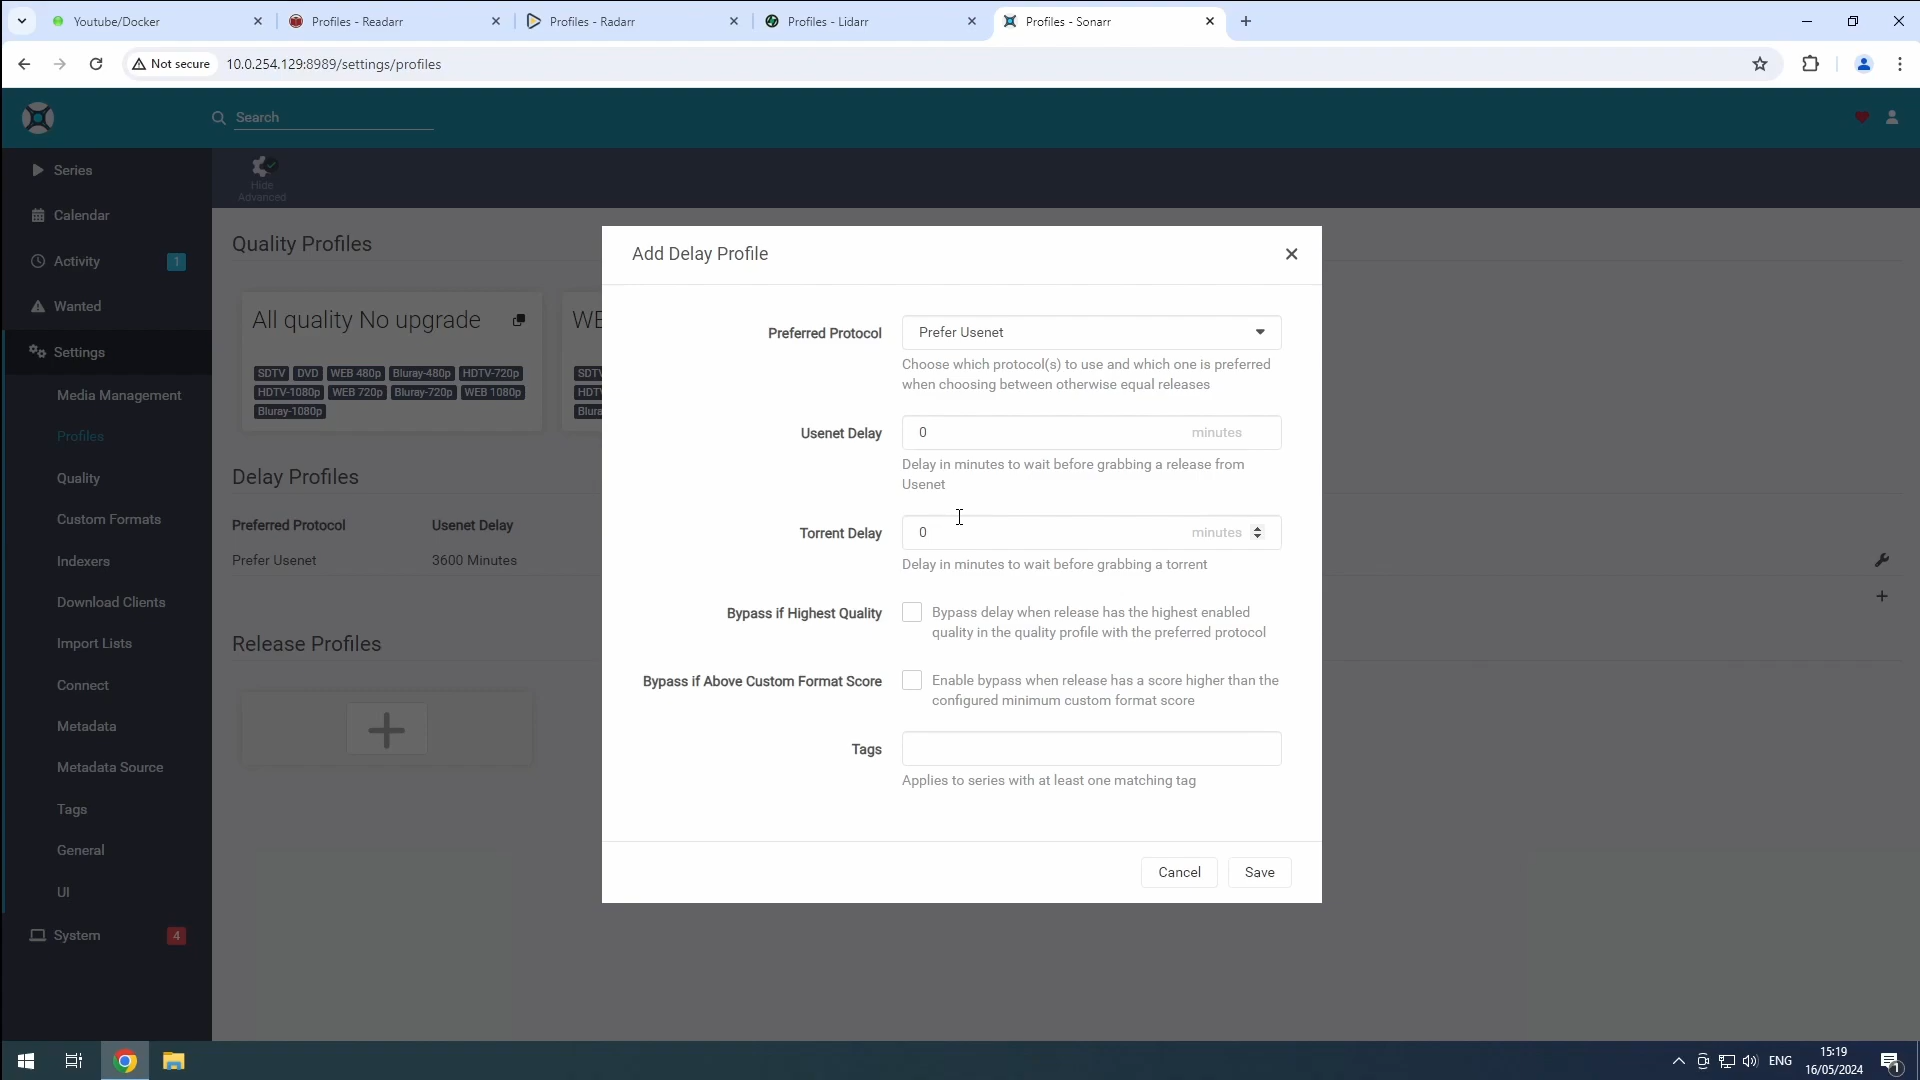 Youtube/Docker
Profiles - Readarr
Profiles - Radarr
Profiles - Lidarr
Profiles - Sonarr
Not secure
10.0.254.129:8989/settings/profiles
Search
Series
Calendar
Activity
1
Wanted
Settings
Media Management
Profiles
Quality
Custom Formats
Indexers
Download Clients
Import Lists
Connect
Metadata
Metadata Source
Tags
General
UI
System
4
Hide
Advanced
Quality Profiles
All quality No upgrade
SDTV DVD WEB 480p Bluray-480p HDTV-720p
HDTV-1080p WEB 720p Bluray-720p WEB 1080p
Bluray-1080p
WE
SDT
HDT
Blura
Delay Profiles
Preferred Protocol Usenet Delay
Prefer Usenet 3600 Minutes
Release Profiles
Add Delay Profile
Preferred Protocol
Prefer Usenet
Choose which protocol(s) to use and which one is preferred
when choosing between otherwise equal releases
Usenet Delay
0 minutes
Delay in minutes to wait before grabbing a release from
Usenet
Torrent Delay
0 minutes
Delay in minutes to wait before grabbing a torrent
Bypass if Highest Quality
Bypass delay when release has the highest enabled
quality in the quality profile with the preferred protocol
Bypass if Above Custom Format Score
Enable bypass when release has a score higher than the
configured minimum custom format score
Tags
Applies to series with at least one matching tag
Cancel
Save
ENG
15:19
16/05/2024
1